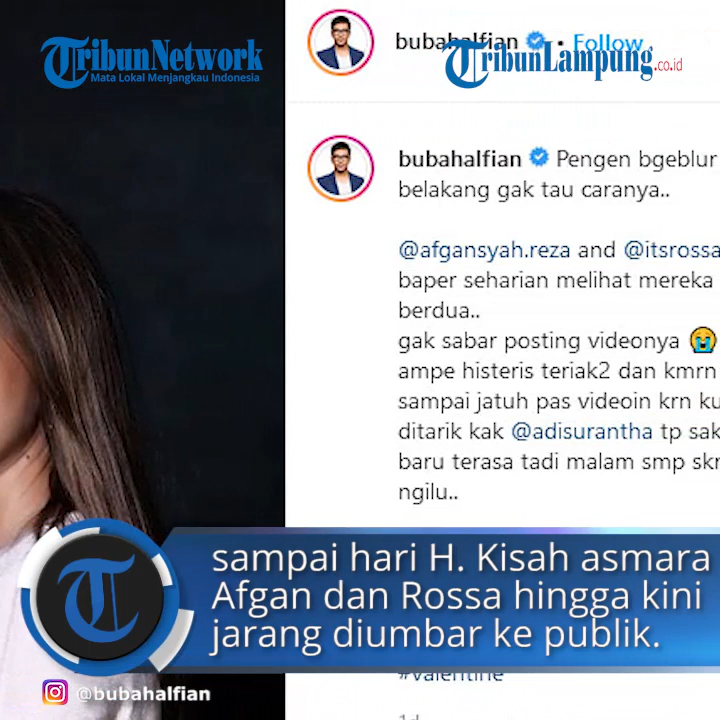 TribunNetwork
Mata Lokal Menjangkau Indonesia
bubahalfian • Follow
TribunLampung.co.id
bubahalfian Pengen bgeblur
belakang gak tau caranya..
@afgansyah.reza and @itsrossa
baper seharian melihat mereka
berdua..
gak sabar posting videonya 😭
ampe histeris teriak2 dan kmrn
sampai jatuh pas videoin krn ku
ditarik kak @adisurantha tp sak
baru terasa tadi malam smp skr
ngilu..
sampai hari H. Kisah asmara
Afgan dan Rossa hingga kini
jarang diumbar ke publik.
#valentine
@bubahalfian
1d